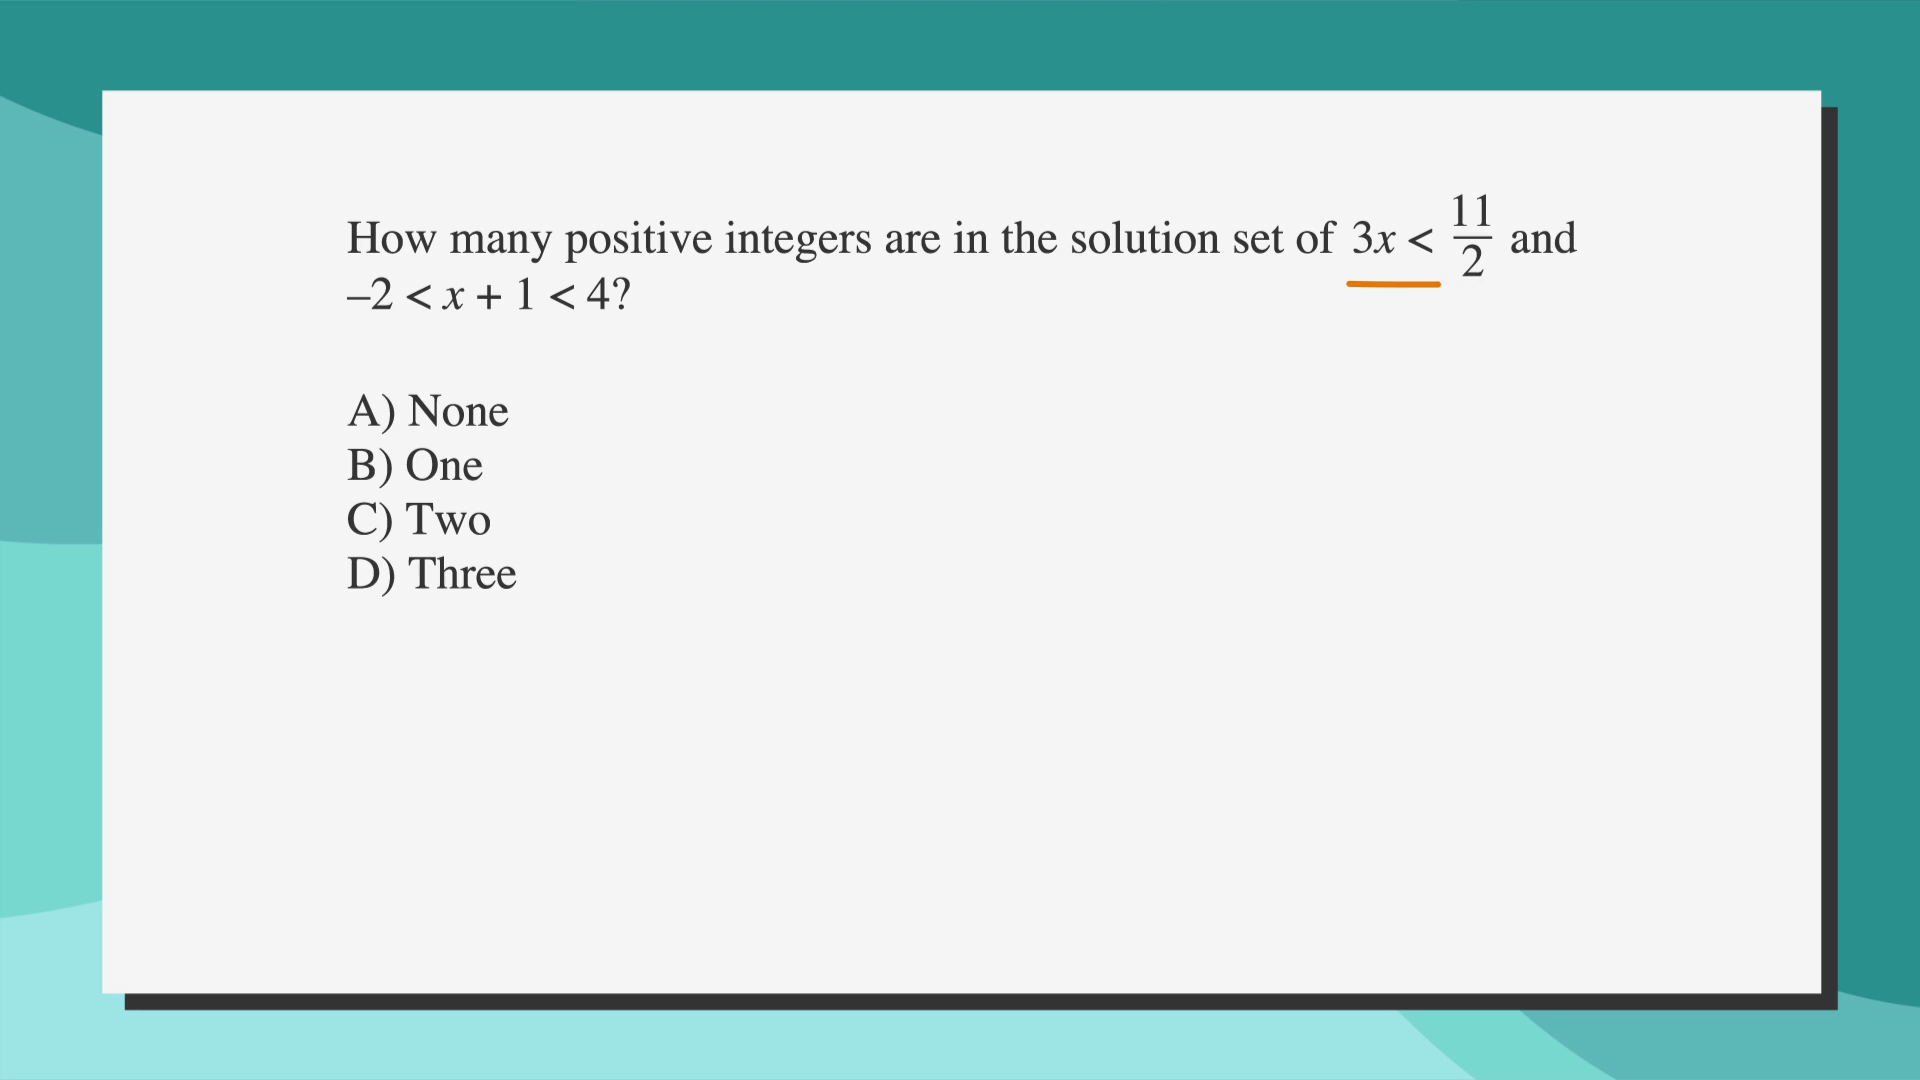 How many positive integers are in the solution set of 3x < 11/2 and
–2 < x + 1 < 4?
A) None
B) One
C) Two
D) Three